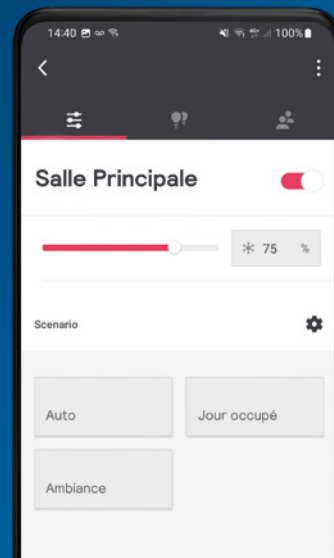 14:40 100%
Salle Principale
75 %
Scenario
Auto
Jour occupé
Ambiance